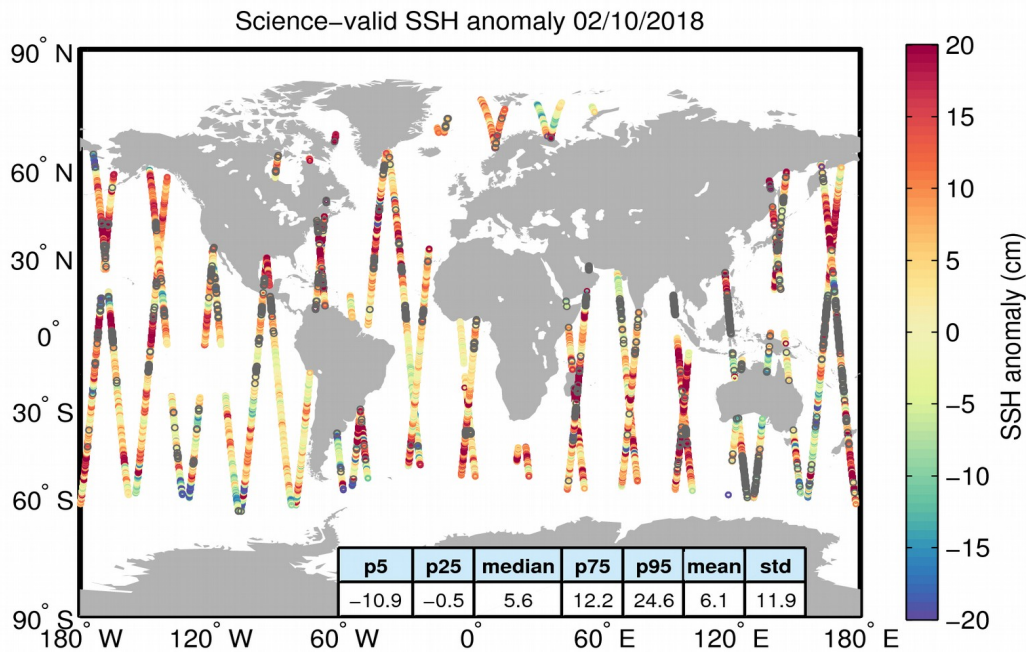 Science−valid SSH anomaly 02/10/2018
90° N
60° N
30° N
0°
30° S
60° S
90° S
180° W 120° W 60° W 0° 60° E 120° E 180° E
p5 p25 median p75 p95 mean std
−10.9 −0.5 5.6 12.2 24.6 6.1 11.9
20
15
10
5
0
−5
−10
−15
−20
SSH anomaly (cm)